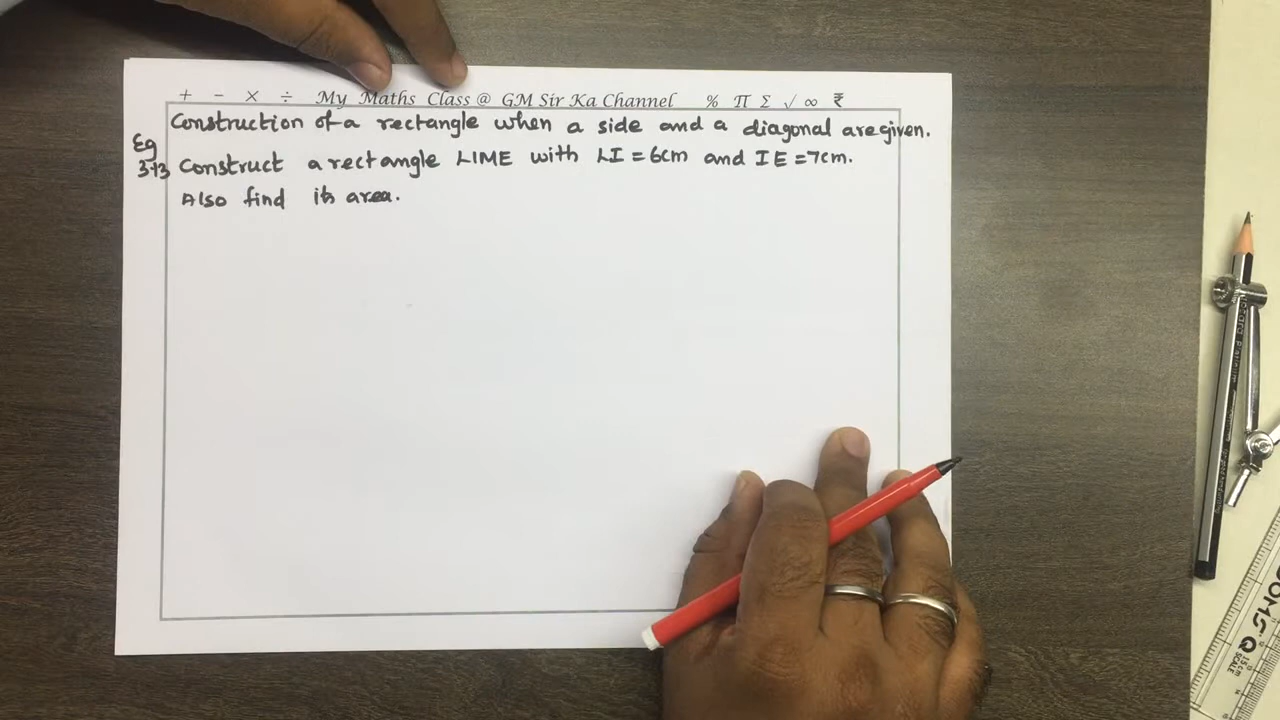 + - × ÷ My Maths Class @ GM Sir Ka Channel % Π Σ √ ∞ ₹
Construction of a rectangle when a side and a diagonal are given.
Eg 3.13 Construct a rectangle LIME with LI = 6cm and IE = 7cm.
Also find its area.